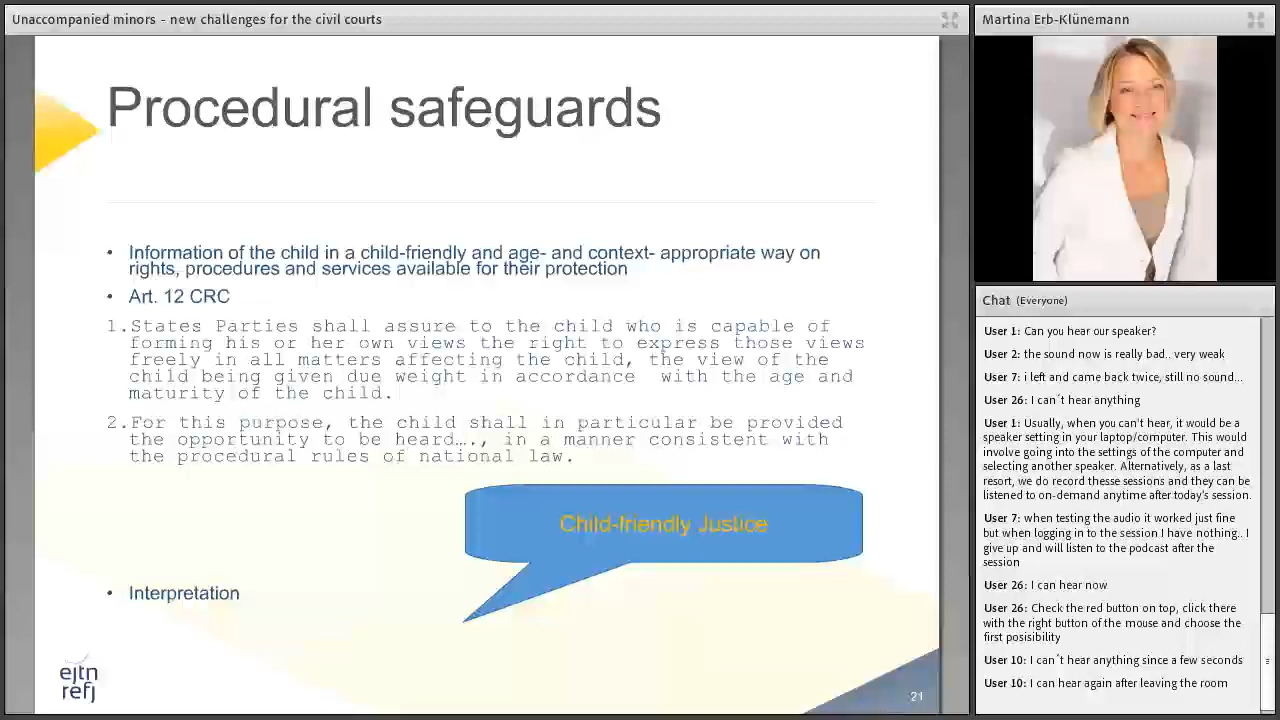 Unaccompanied minors - new challenges for the civil courts
Procedural safeguards
• Information of the child in a child-friendly and age- and context- appropriate way on
rights, procedures and services available for their protection
• Art. 12 CRC
1.States Parties shall assure to the child who is capable of
forming his or her own views the right to express those views
freely in all matters affecting the child, the view of the
child being given due weight in accordance with the age and
maturity of the child.
2.For this purpose, the child shall in particular be provided
the opportunity to be heard…., in a manner consistent with
the procedural rules of national law.
Child-friendly Justice
• Interpretation
ejtn
refj
21
Martina Erb-Klünemann
Chat (Everyone)
User 1: Can you hear our speaker?
User 2: the sound now is really bad.. very weak
User 7: i left and came back twice, still no sound...
User 26: I can´t hear anything
User 1: Usually, when you can't hear, it would be a
speaker setting in your laptop/computer. This would
involve going into the settings of the computer and
selecting another speaker. Alternatively, as a last
resort, we do record thesse sessions and they can be
listened to on-demand anytime after today's session.
User 7: when testing the audio it worked just fine
but when logging in to the session I have nothing.. I
give up and will listen to the podcast after the
session
User 26: I can hear now
User 26: Check the red button on top, click there
with the right button of the mouse and choose the
first posisibility
User 10: I can´t hear anything since a few seconds
User 10: I can hear again after leaving the room